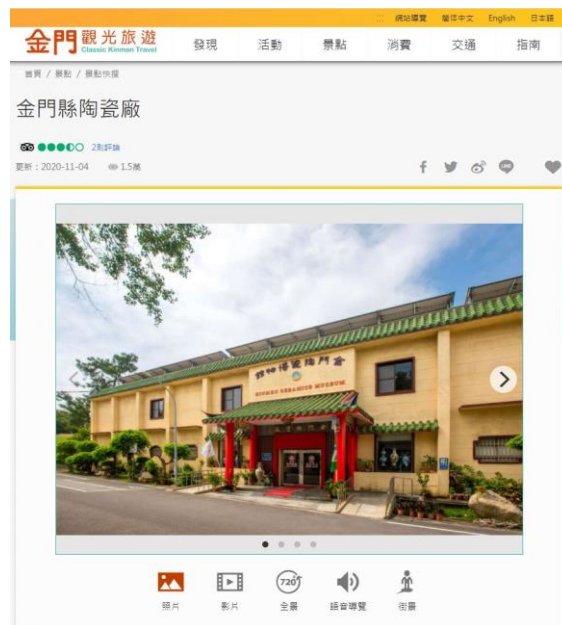 網站導覽 簡体中文 English 日本語
金門 觀光旅遊
Classic Kinmen Travel
發現 活動 景點 消費 交通 指南
首頁 / 景點 / 景點快搜
金門縣陶瓷廠
2則評論
更新：2020-11-04 1.5萬
館物博瓷陶門金
KINMEN CERAMICS MUSEUM
720°
照片 影片 全景 語音導覽 街景